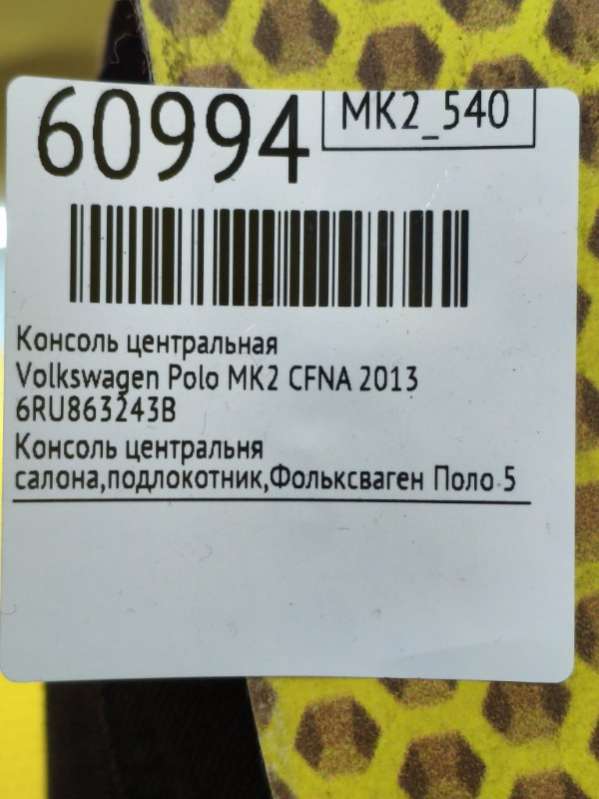 60994
MK2_540
Консоль центральная
Volkswagen Polo MK2 CFNA 2013
6RU863243B
Консоль центральня
салона,подлокотник,Фольксваген Поло 5